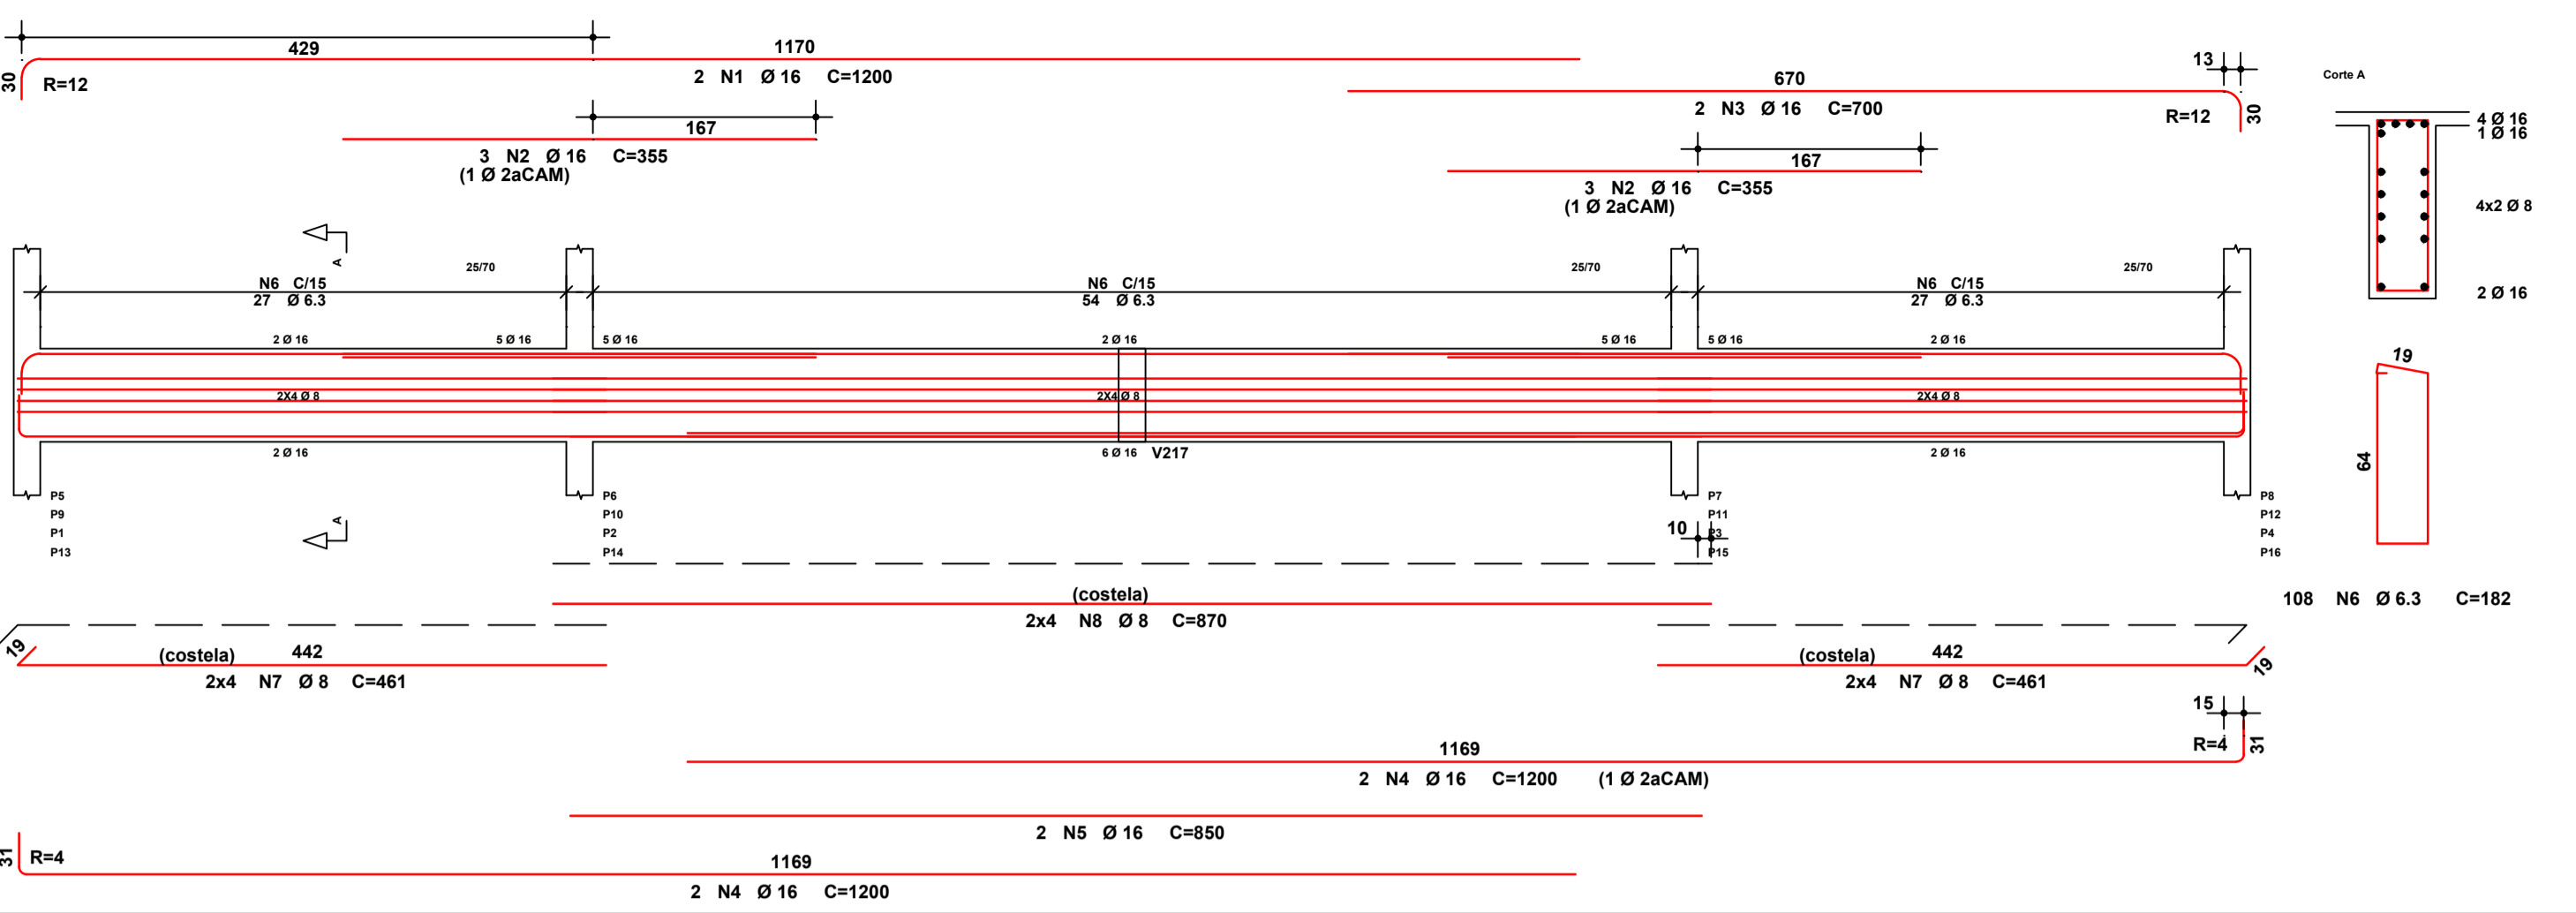 429
1170
30
R=12
2 N1 Ø 16 C=1200
13
670
2 N3 Ø 16 C=700
R=12
30
167
3 N2 Ø 16 C=355
(1 Ø 2aCAM)
167
3 N2 Ø 16 C=355
(1 Ø 2aCAM)
Corte A
4 Ø 16
1 Ø 16
4x2 Ø 8
2 Ø 16
A
25/70
25/70
25/70
N6 C/15
27 Ø 6.3
N6 C/15
54 Ø 6.3
N6 C/15
27 Ø 6.3
2 Ø 16
5 Ø 16
5 Ø 16
2 Ø 16
5 Ø 16
5 Ø 16
2 Ø 16
2X4 Ø 8
2X4 Ø 8
2X4 Ø 8
2 Ø 16
6 Ø 16
V217
2 Ø 16
P5
P9
P1
P13
A
P6
P10
P2
P14
10
P7
P11
P3
P15
P8
P12
P4
P16
19
64
108 N6 Ø 6.3 C=182
(costela)
2x4 N8 Ø 8 C=870
19
(costela) 442
2x4 N7 Ø 8 C=461
(costela) 442
19
2x4 N7 Ø 8 C=461
15
R=4
31
1169
2 N4 Ø 16 C=1200 (1 Ø 2aCAM)
2 N5 Ø 16 C=850
31
R=4
1169
2 N4 Ø 16 C=1200